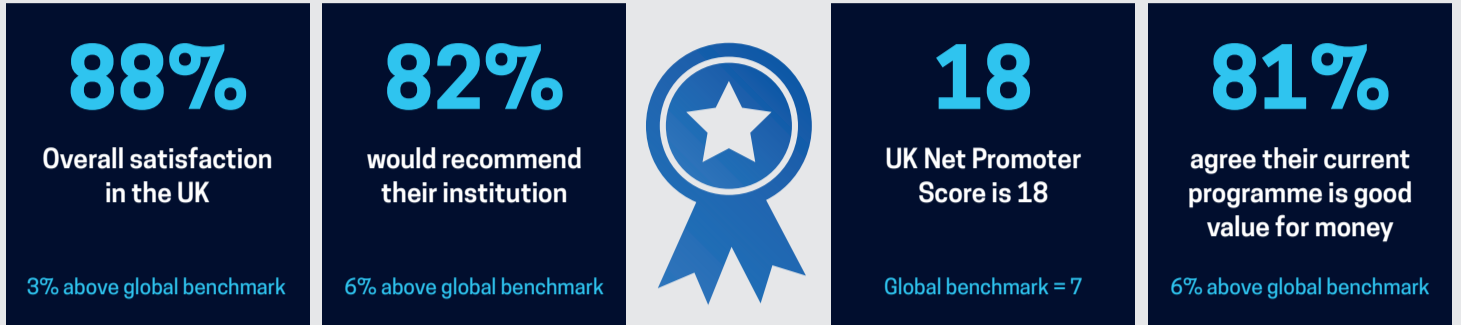 88%
Overall satisfaction
in the UK
3% above global benchmark
82%
would recommend
their institution
6% above global benchmark
18
UK Net Promoter
Score is 18
Global benchmark = 7
81%
agree their current
programme is good
value for money
6% above global benchmark